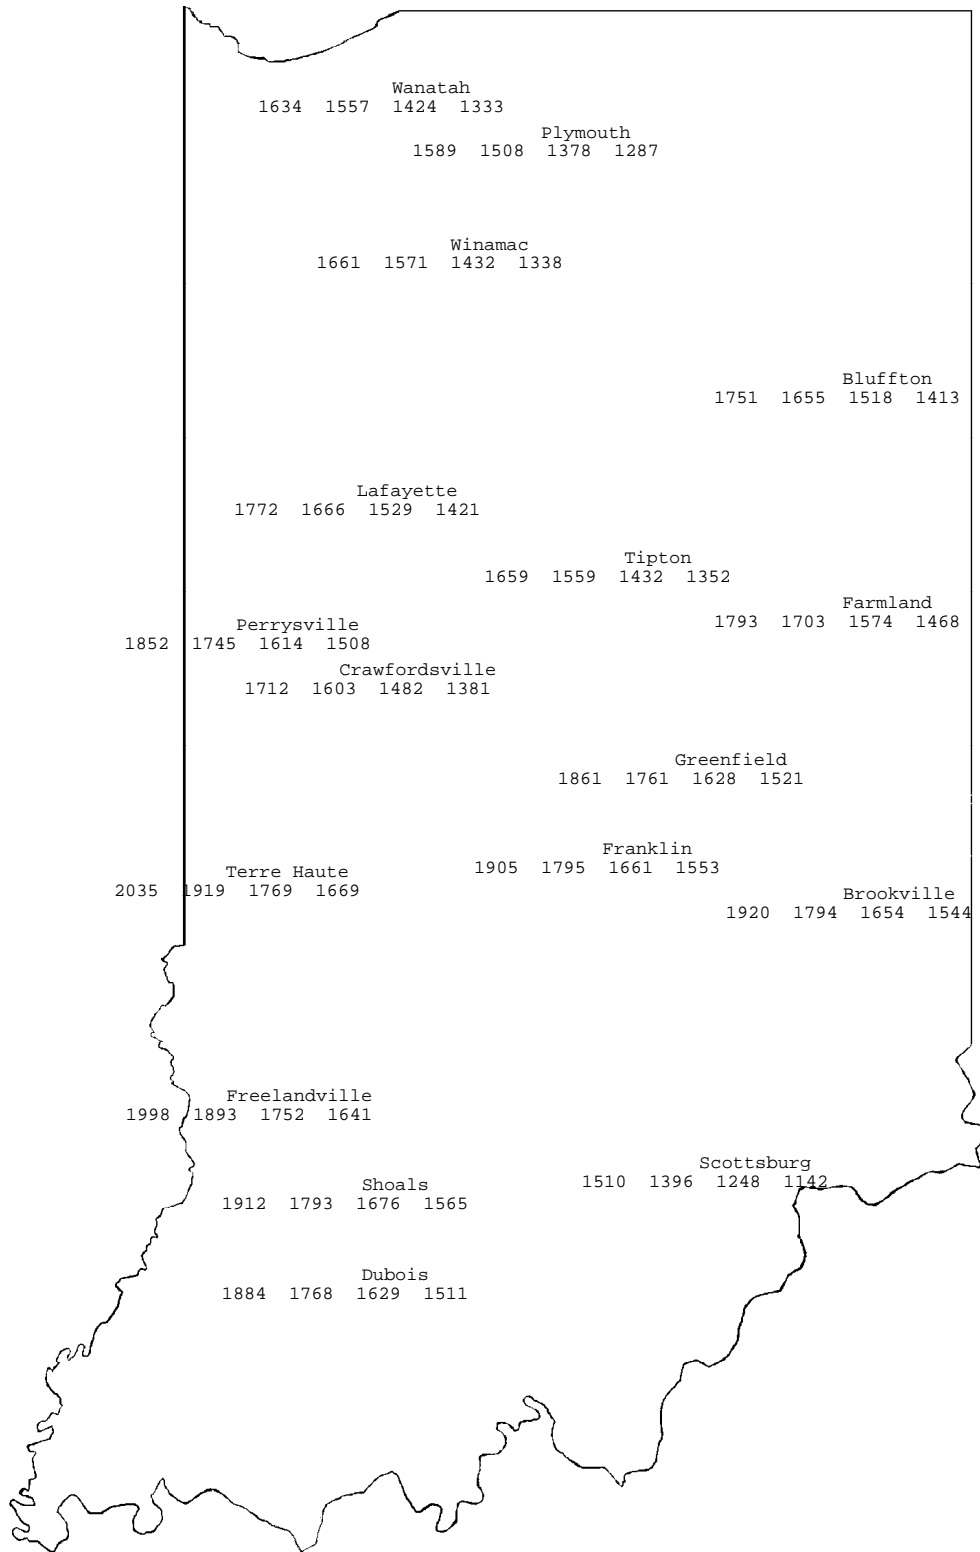 Wanatah
1634 1557 1424 1333
Plymouth
1589 1508 1378 1287
Winamac
1661 1571 1432 1338
Bluffton
1751 1655 1518 1413
Lafayette
1772 1666 1529 1421
Tipton
1659 1559 1432 1352
Farmland
1793 1703 1574 1468
Perrysville
1852 1745 1614 1508
Crawfordsville
1712 1603 1482 1381
Greenfield
1861 1761 1628 1521
Franklin
1905 1795 1661 1553
Terre Haute
2035 1919 1769 1669
Brookville
1920 1794 1654 1544
Freelandville
1998 1893 1752 1641
Scottsburg
1510 1396 1248 1142
Shoals
1912 1793 1676 1565
Dubois
1884 1768 1629 1511